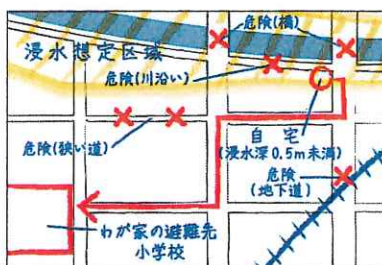 危険(橋)
浸水想定区域
危険(川沿い)
危険(狭い道)
自宅
(浸水深0.5m未満)
危険
(地下道)
わが家の避難先
小学校